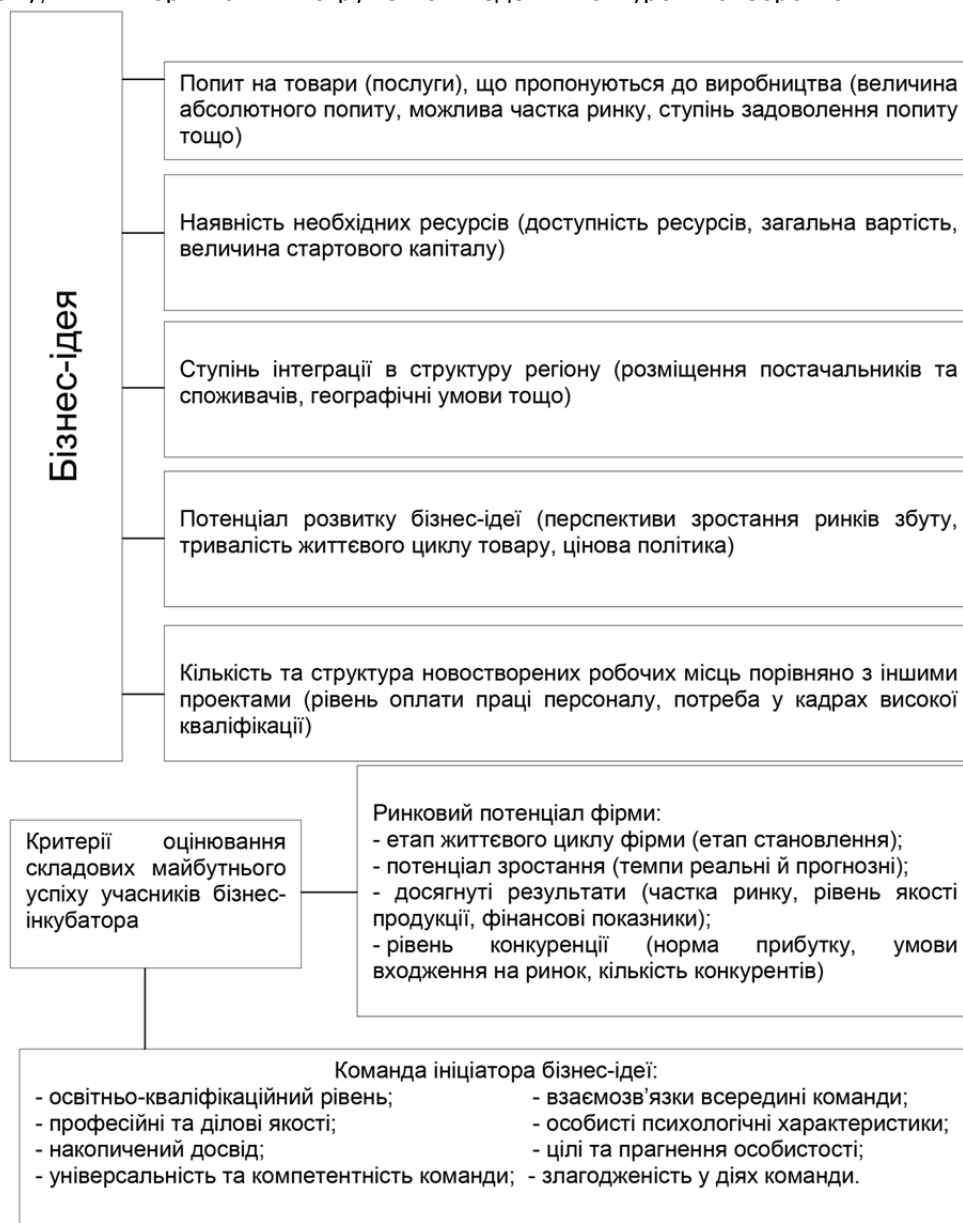 Попит на товари (послуги), що пропонуються до виробництва (величина
абсолютного попиту, можлива частка ринку, ступінь задоволення попиту
тощо)
Наявність необхідних ресурсів (доступність ресурсів, загальна вартість,
величина стартового капіталу)
Бізнес-ідея
Ступінь інтеграції в структуру регіону (розміщення постачальників та
споживачів, географічні умови тощо)
Потенціал розвитку бізнес-ідеї (перспективи зростання ринків збуту,
тривалість життєвого циклу товару, цінова політика)
Кількість та структура новостворених робочих місць порівняно з іншими
проектами (рівень оплати праці персоналу, потреба у кадрах високої
кваліфікації)
Критерії оцінювання
складових майбутнього
успіху учасників бізнес-
інкубатора
Ринковий потенціал фірми:
- етап життєвого циклу фірми (етап становлення);
- потенціал зростання (темпи реальні й прогнозні);
- досягнуті результати (частка ринку, рівень якості
продукції, фінансові показники);
- рівень конкуренції (норма прибутку, умови
входження на ринок, кількість конкурентів)
Команда ініціатора бізнес-ідеї:
- освітньо-кваліфікаційний рівень; - взаємозв’язки всередині команди;
- професійні та ділові якості; - особисті психологічні характеристики;
- накопичений досвід; - цілі та прагнення особистості;
- універсальність та компетентність команди; - злагодженість у діях команди.